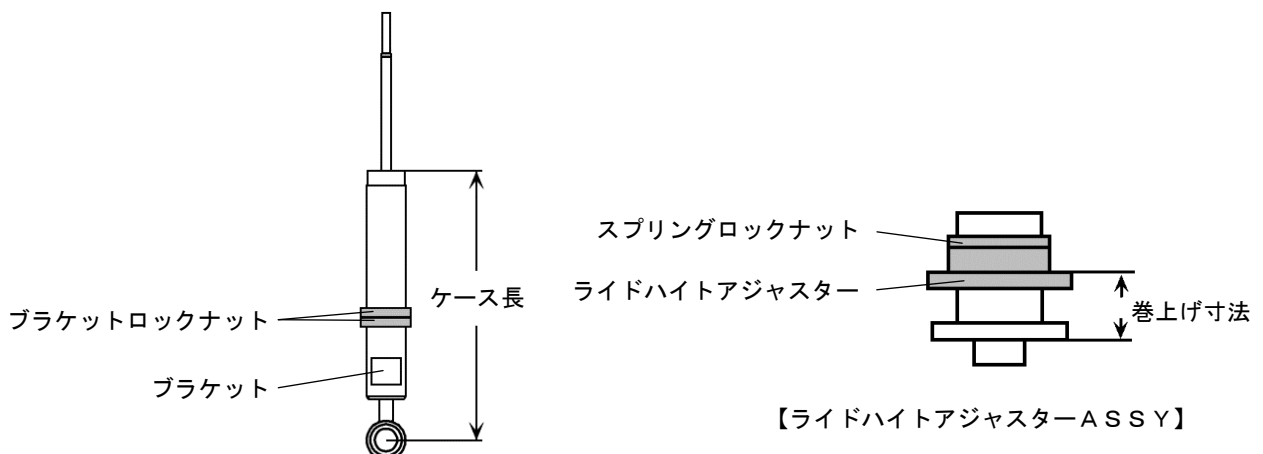 ケース長
ブラケットロックナット
ブラケット
スプリングロックナット
ライドハイトアジャスター
巻上げ寸法
【ライドハイトアジャスターＡＳＳＹ】